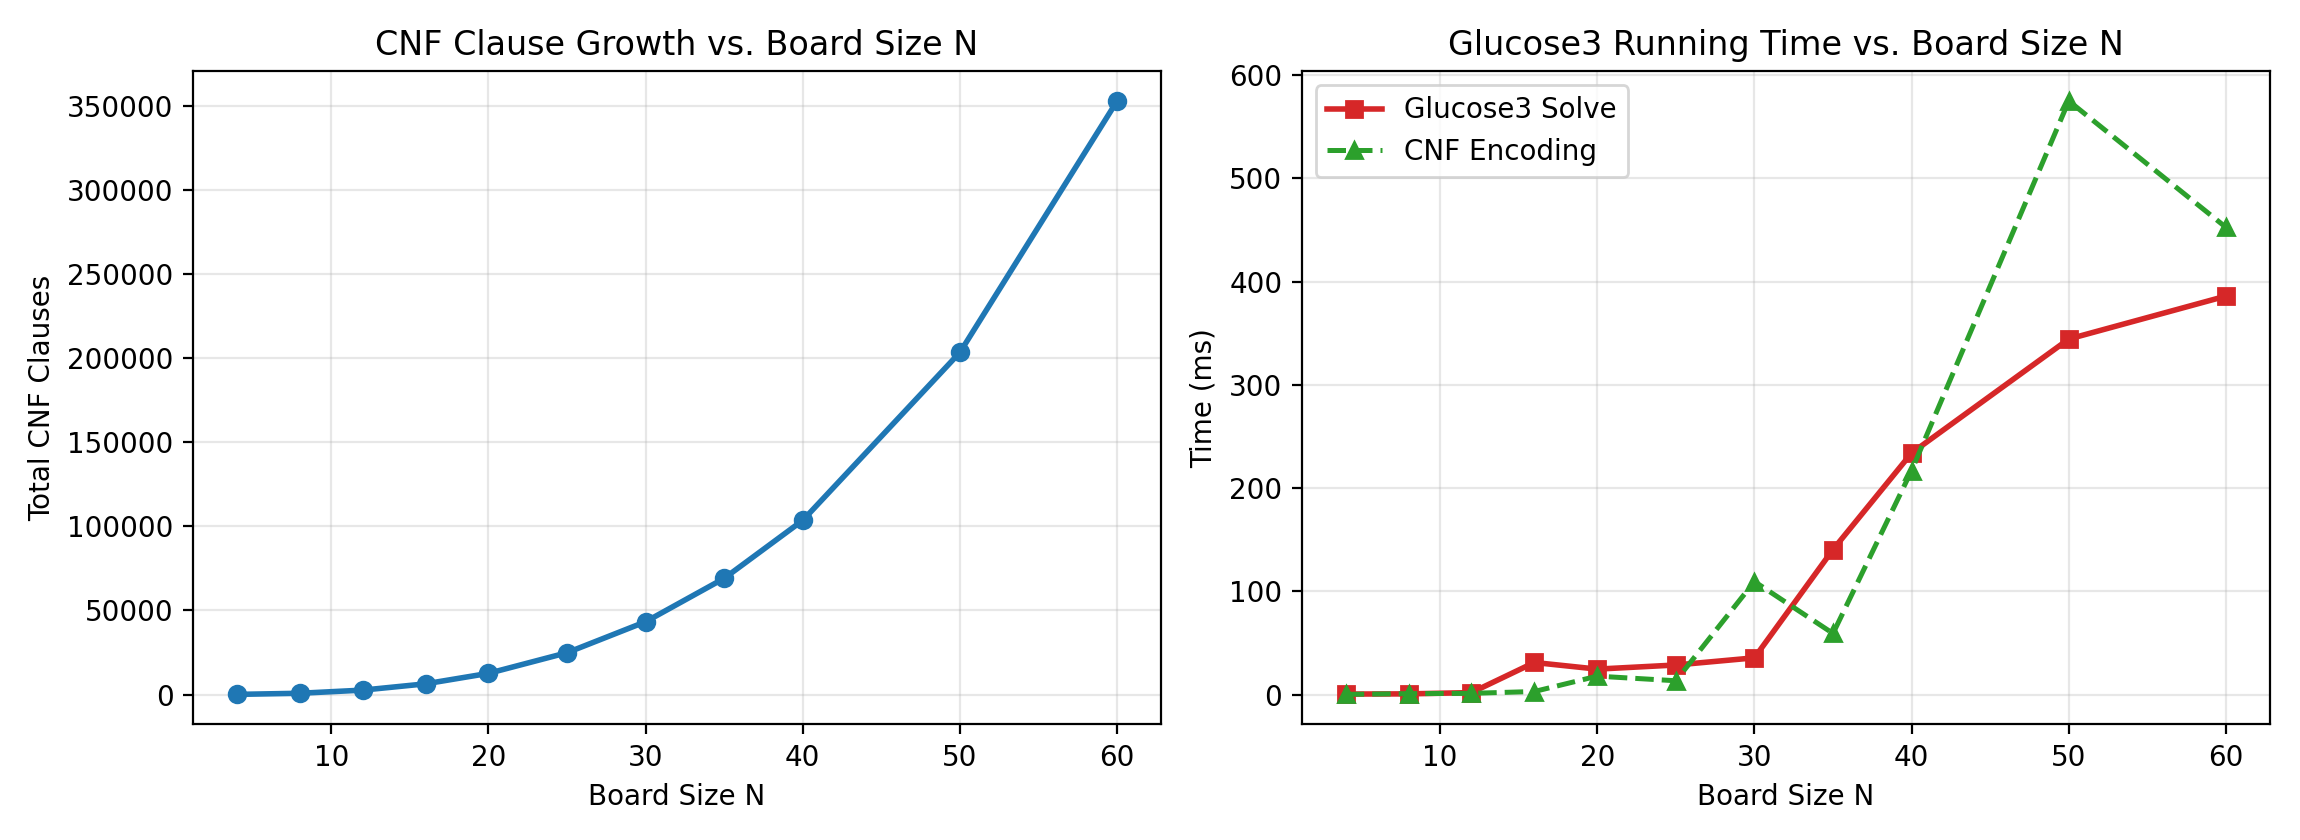 CNF Clause Growth vs. Board Size N
350000
300000
250000
200000
150000
100000
50000
0
Total CNF Clauses
10 20 30 40 50 60
Board Size N
Glucose3 Running Time vs. Board Size N
Glucose3 Solve
CNF Encoding
600
500
400
300
200
100
0
Time (ms)
10 20 30 40 50 60
Board Size N